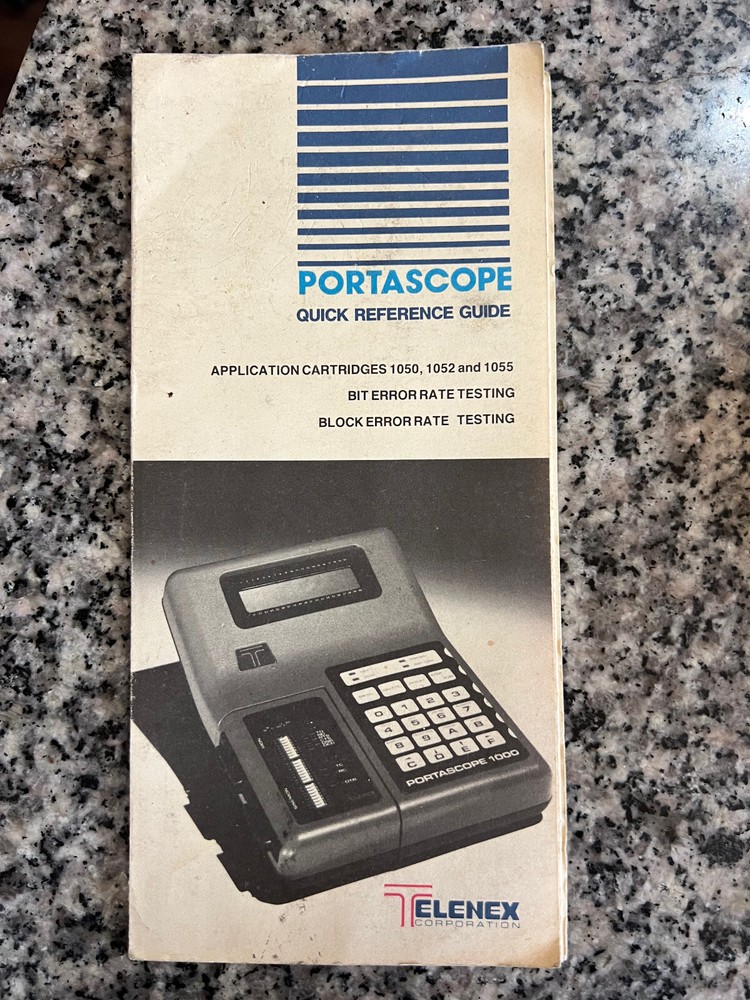 PORTASCOPE
QUICK REFERENCE GUIDE
APPLICATION CARTRIDGES 1050, 1052 and 1055
BIT ERROR RATE TESTING
BLOCK ERROR RATE TESTING
0 1 2 3
4 5 6 7
8 9 A B
C D E F
PORTASCOPE 1000
TELENEX
CORPORATION